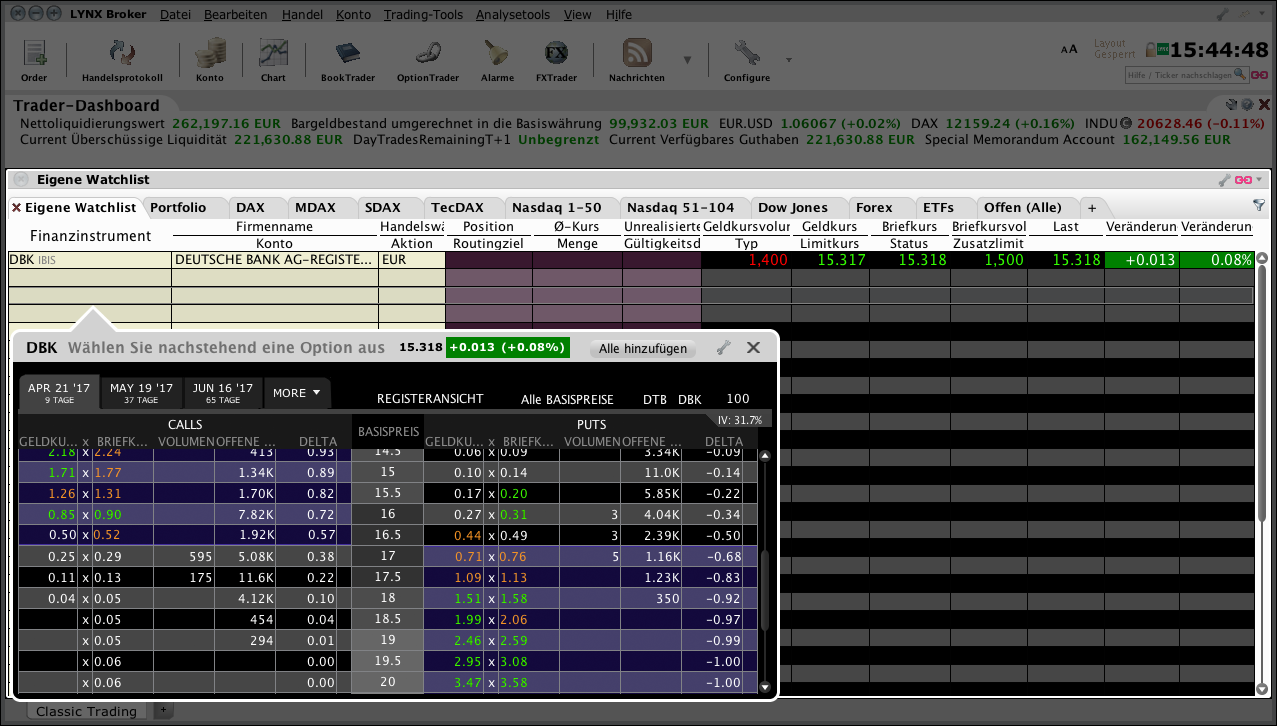 LYNX Broker Datei Bearbeiten Handel Konto Trading-Tools Analysetools View Hilfe
Order Handelsprotokoll Konto Chart BookTrader OptionTrader Alarme FX FXTrader Nachrichten Configure
A A Layout Gesperrt LYNX 15:44:48
Hilfe / Ticker nachschlagen
Trader-Dashboard
Nettoliquidierungswert 262,197.16 EUR Bargeldbestand umgerechnet in die Basiswährung 99,932.03 EUR EUR.USD 1.06067 (+0.02%) DAX 12159.24 (+0.16%) INDU C 20628.46 (-0.11%)
Current Überschüssige Liquidität 221,630.88 EUR DayTradesRemainingT+1 Unbegrenzt Current Verfügbares Guthaben 221,630.88 EUR Special Memorandum Account 162,149.56 EUR
Eigene Watchlist
Eigene Watchlist Portfolio DAX MDAX SDAX TecDAX Nasdaq 1-50 Nasdaq 51-104 Dow Jones Forex ETFs Offen (Alle) +
Finanzinstrument Firmenname Handelswä Position Ø-Kurs Unrealisierte Geldkursvolur Geldkurs Briefkurs Briefkursvol Last Veränderun Veränderun
Konto Aktion Routingziel Menge Gültigkeitsd Typ Limitkurs Status Zusatzlimit
DBK IBIS DEUTSCHE BANK AG-REGISTE... EUR 1,400 15.317 15.318 1,500 15.318 +0.013 0.08%
DBK Wählen Sie nachstehend eine Option aus 15.318 +0.013 (+0.08%) Alle hinzufügen
APR 21 '17 MAY 19 '17 JUN 16 '17 MORE
9 TAGE 37 TAGE 65 TAGE
REGISTERANSICHT Alle BASISPREISE DTB DBK 100
IV: 31.7%
CALLS BASISPREIS PUTS
GELDKU... x BRIEFK... VOLUMEN OFFENE ... DELTA GELDKU... x BRIEFK... VOLUMEN OFFENE ... DELTA
2.18 x 2.24 413 0.93 14.5 0.06 x 0.09 3.34K -0.09
1.71 x 1.77 1.34K 0.89 15 0.10 x 0.14 11.0K -0.14
1.26 x 1.31 1.70K 0.82 15.5 0.17 x 0.20 5.85K -0.22
0.85 x 0.90 7.82K 0.72 16 0.27 x 0.31 3 4.04K -0.34
0.50 x 0.52 1.92K 0.57 16.5 0.44 x 0.49 3 2.39K -0.50
0.25 x 0.29 595 5.08K 0.38 17 0.71 x 0.76 5 1.16K -0.68
0.11 x 0.13 175 11.6K 0.22 17.5 1.09 x 1.13 1.23K -0.83
0.04 x 0.05 4.12K 0.10 18 1.51 x 1.58 350 -0.92
x 0.05 454 0.04 18.5 1.99 x 2.06 -0.97
x 0.05 294 0.01 19 2.46 x 2.59 -0.99
x 0.06 0.00 19.5 2.95 x 3.08 -1.00
x 0.06 0.00 20 3.47 x 3.58 -1.00
Classic Trading +